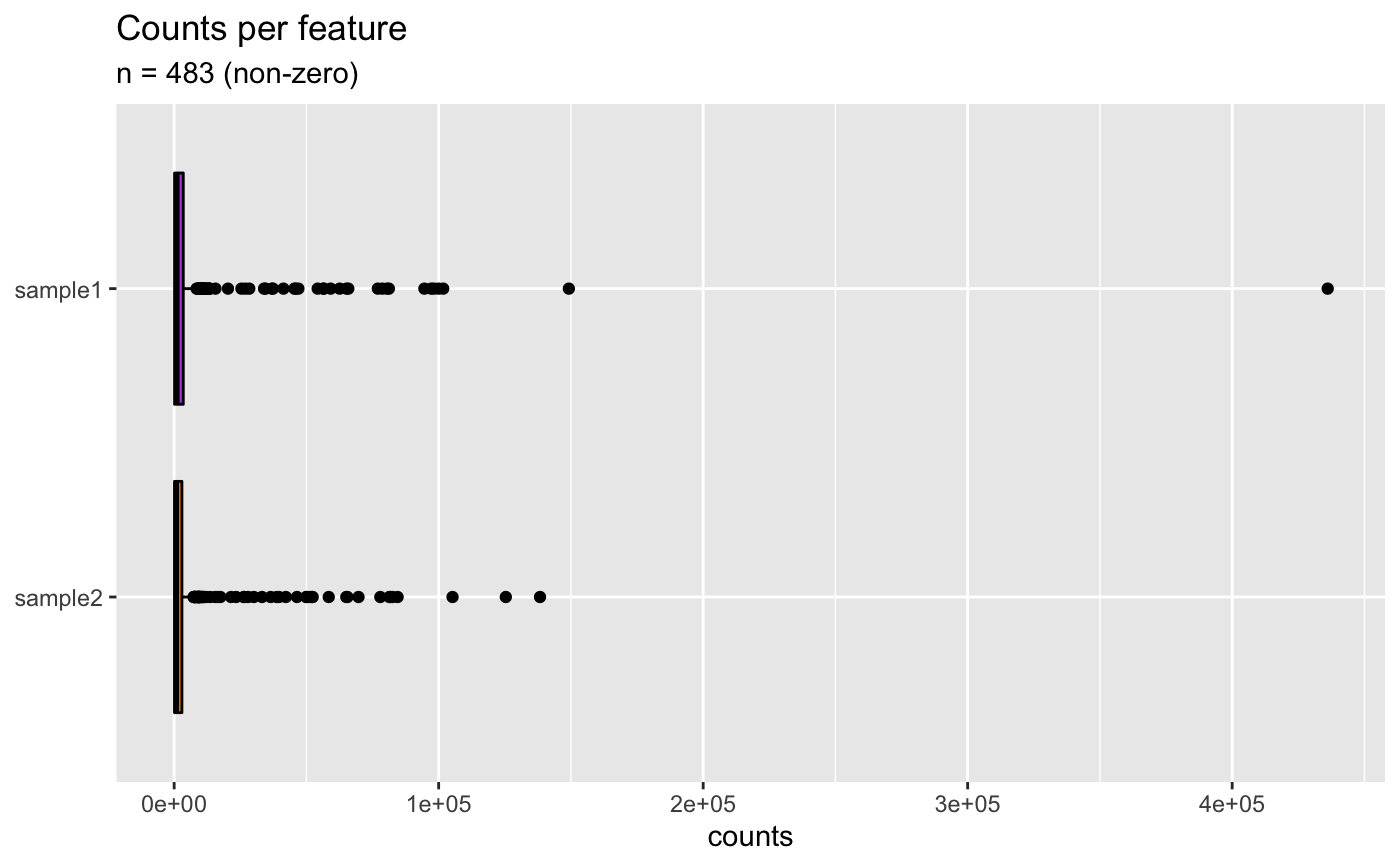 Counts per feature
n = 483 (non-zero)
sample1
sample2
0e+00 1e+05 2e+05 3e+05 4e+05
counts